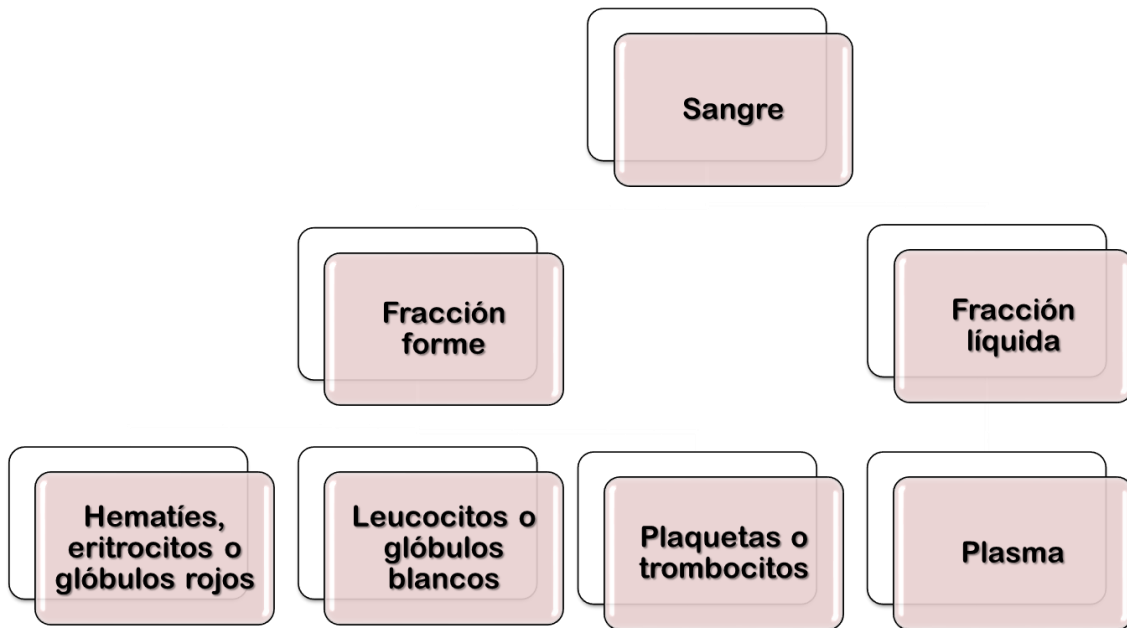 Sangre
Fracción
forme
Fracción
líquida
Hematíes,
eritrocitos o
glóbulos rojos
Leucocitos o
glóbulos
blancos
Plaquetas o
trombocitos
Plasma